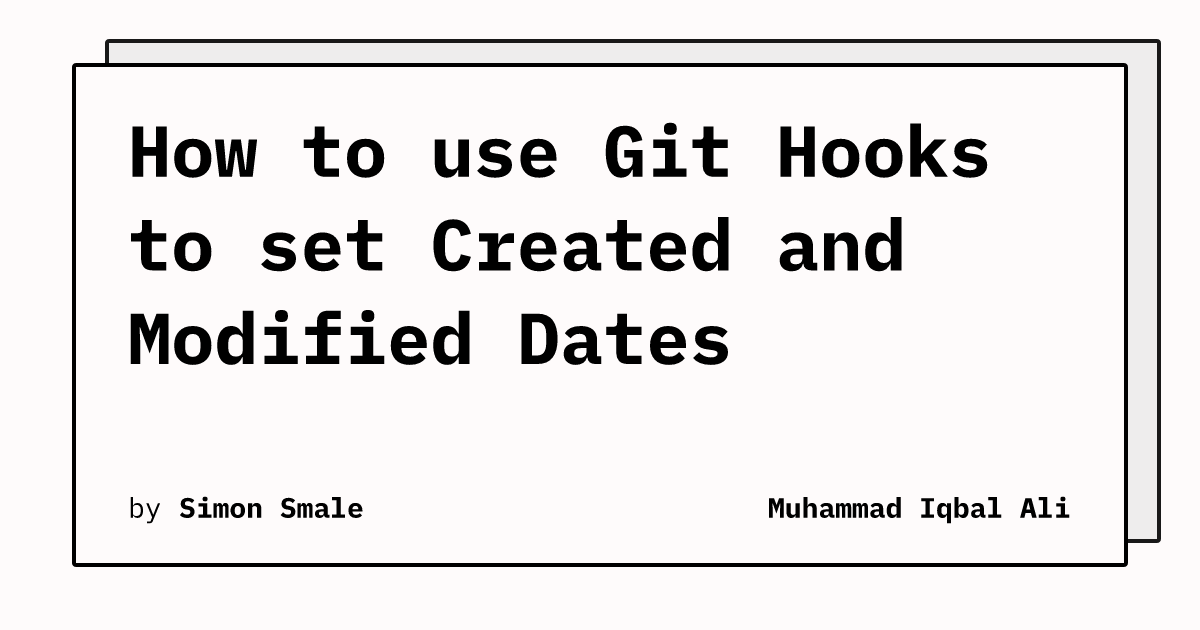 How to use Git Hooks
to set Created and
Modified Dates
by Simon Smale
Muhammad Iqbal Ali